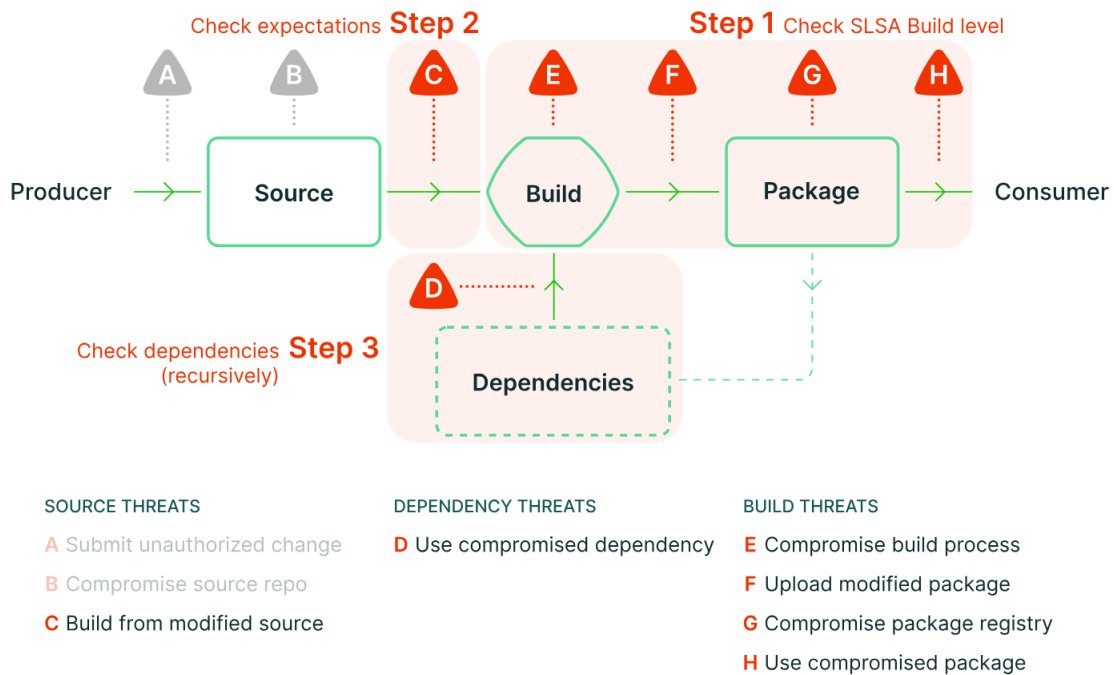 Check expectations Step 2
Step 1 Check SLSA Build level
A
B
C
E
F
G
H
Producer
Source
Build
Package
Consumer
D
Check dependencies Step 3
(recursively)
Dependencies
SOURCE THREATS
A Submit unauthorized change
B Compromise source repo
C Build from modified source
DEPENDENCY THREATS
D Use compromised dependency
BUILD THREATS
E Compromise build process
F Upload modified package
G Compromise package registry
H Use compromised package